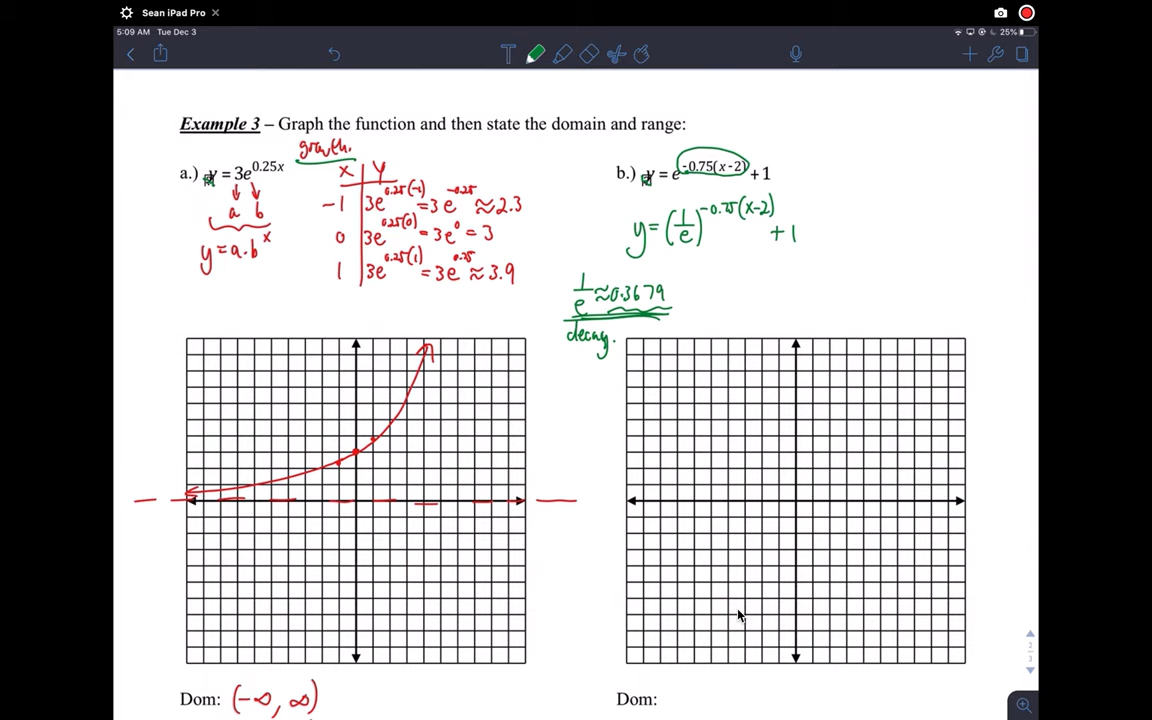 Sean iPad Pro ×
5:09 AM Tue Dec 3
25%
Example 3 – Graph the function and then state the domain and range:
growth.
a.) y = 3e^0.25x
a b
y = a·b^x
x y
-1 3e^0.25(-1) = 3e^-0.25 ≈ 2.3
0 3e^0.25(0) = 3e^0 = 3
1 3e^0.25(1) = 3e^0.25 ≈ 3.9
b.) y = e^-0.75(x-2) + 1
y = (1/e)^-0.75(x-2) + 1
1/e ≈ 0.3679
decay.
Dom: (-∞, ∞)
Dom:
2/3